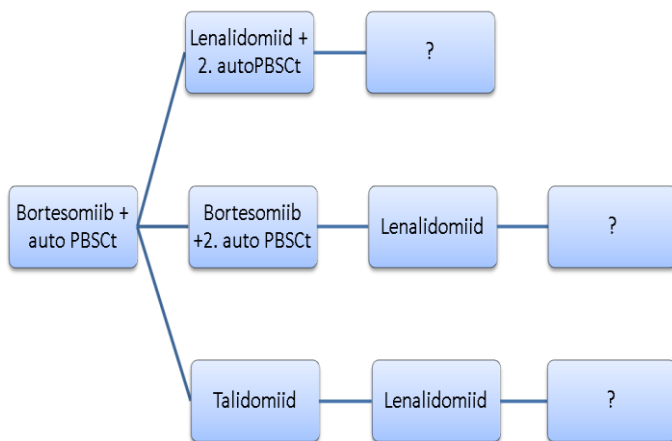 Lenalidomiid +
2. autoPBSCt
?
Bortesomiib +
auto PBSCt
Bortesomiib
+2. auto PBSCt
Lenalidomiid
?
Talidomiid
Lenalidomiid
?